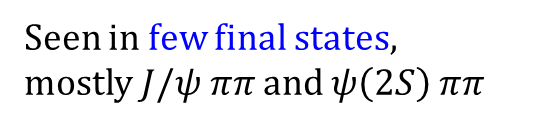 Seen in few final states,
mostly J/ψ ππ and ψ(2S) ππ